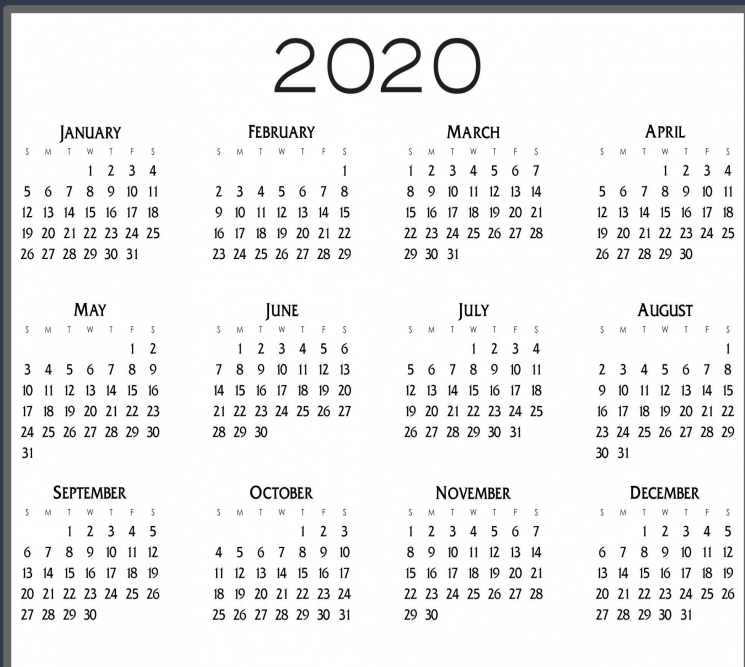 2020
JANUARY
S M T W T F S
1 2 3 4
5 6 7 8 9 10 11
12 13 14 15 16 17 18
19 20 21 22 23 24 25
26 27 28 29 30 31
FEBRUARY
S M T W T F S
1
2 3 4 5 6 7 8
9 10 11 12 13 14 15
16 17 18 19 20 21 22
23 24 25 26 27 28 29
MARCH
S M T W T F S
1 2 3 4 5 6 7
8 9 10 11 12 13 14
15 16 17 18 19 20 21
22 23 24 25 26 27 28
29 30 31
APRIL
S M T W T F S
1 2 3 4
5 6 7 8 9 10 11
12 13 14 15 16 17 18
19 20 21 22 23 24 25
26 27 28 29 30
MAY
S M T W T F S
1 2
3 4 5 6 7 8 9
10 11 12 13 14 15 16
17 18 19 20 21 22 23
24 25 26 27 28 29 30
31
JUNE
S M T W T F S
1 2 3 4 5 6
7 8 9 10 11 12 13
14 15 16 17 18 19 20
21 22 23 24 25 26 27
28 29 30
JULY
S M T W T F S
1 2 3 4
5 6 7 8 9 10 11
12 13 14 15 16 17 18
19 20 21 22 23 24 25
26 27 28 29 30 31
AUGUST
S M T W T F S
1
2 3 4 5 6 7 8
9 10 11 12 13 14 15
16 17 18 19 20 21 22
23 24 25 26 27 28 29
30 31
SEPTEMBER
S M T W T F S
1 2 3 4 5
6 7 8 9 10 11 12
13 14 15 16 17 18 19
20 21 22 23 24 25 26
27 28 29 30
OCTOBER
S M T W T F S
1 2 3
4 5 6 7 8 9 10
11 12 13 14 15 16 17
18 19 20 21 22 23 24
25 26 27 28 29 30 31
NOVEMBER
S M T W T F S
1 2 3 4 5 6 7
8 9 10 11 12 13 14
15 16 17 18 19 20 21
22 23 24 25 26 27 28
29 30
DECEMBER
S M T W T F S
1 2 3 4 5
6 7 8 9 10 11 12
13 14 15 16 17 18 19
20 21 22 23 24 25 26
27 28 29 30 31